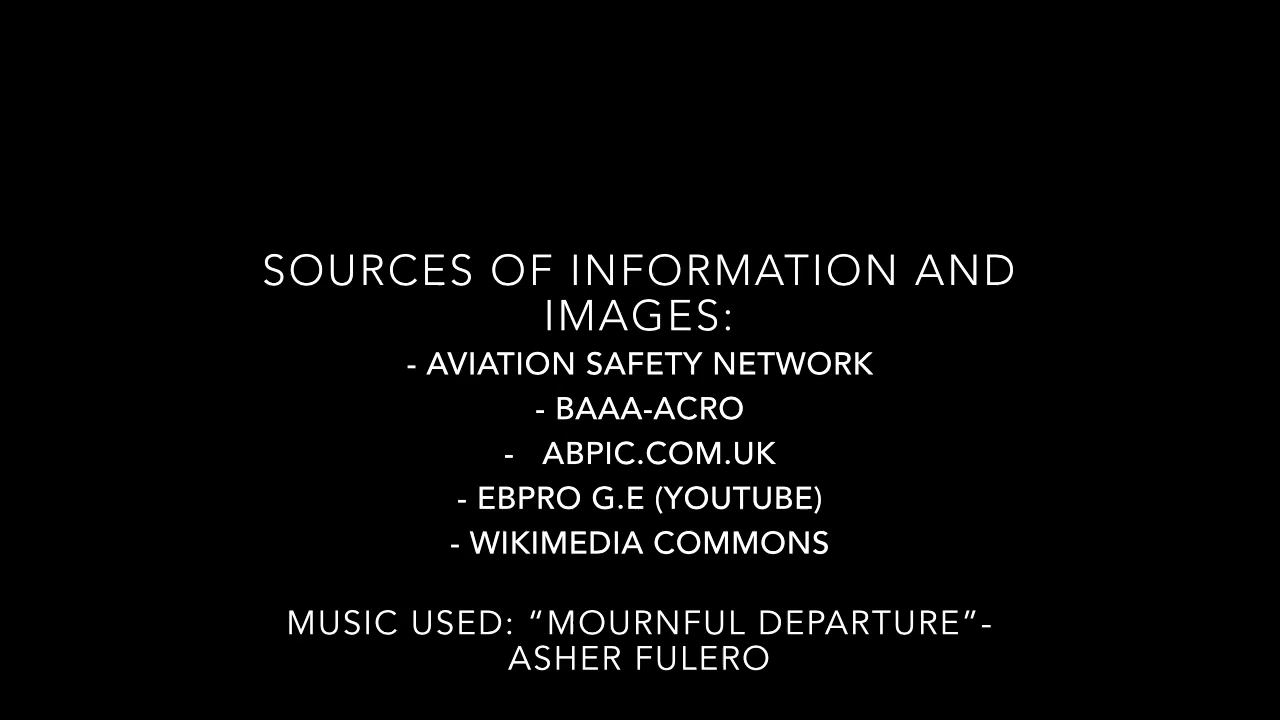 SOURCES OF INFORMATION AND
IMAGES:
- AVIATION SAFETY NETWORK
- BAAA-ACRO
- ABPIC.COM.UK
- EBPRO G.E (YOUTUBE)
- WIKIMEDIA COMMONS
MUSIC USED: “MOURNFUL DEPARTURE”-
ASHER FULERO